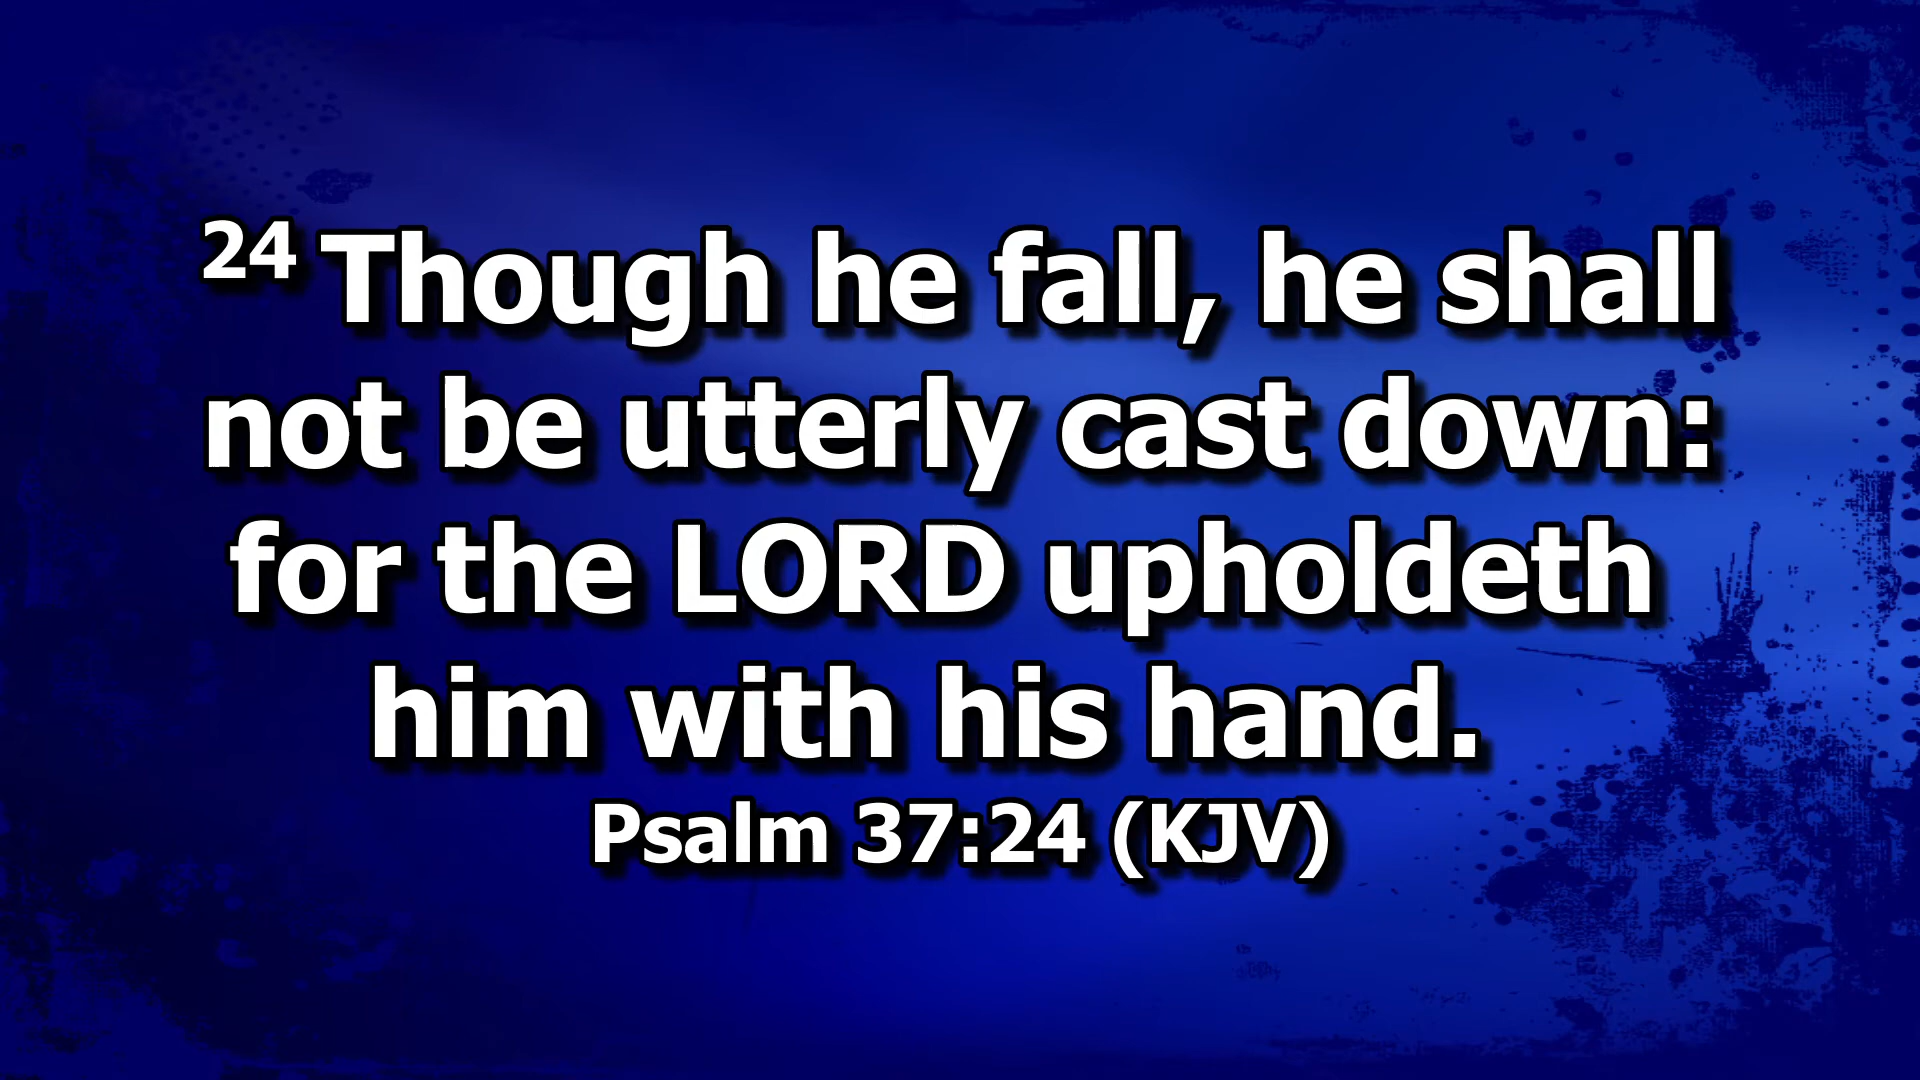 24 Though he fall, he shall
not be utterly cast down:
for the LORD upholdeth
him with his hand.
Psalm 37:24 (KJV)